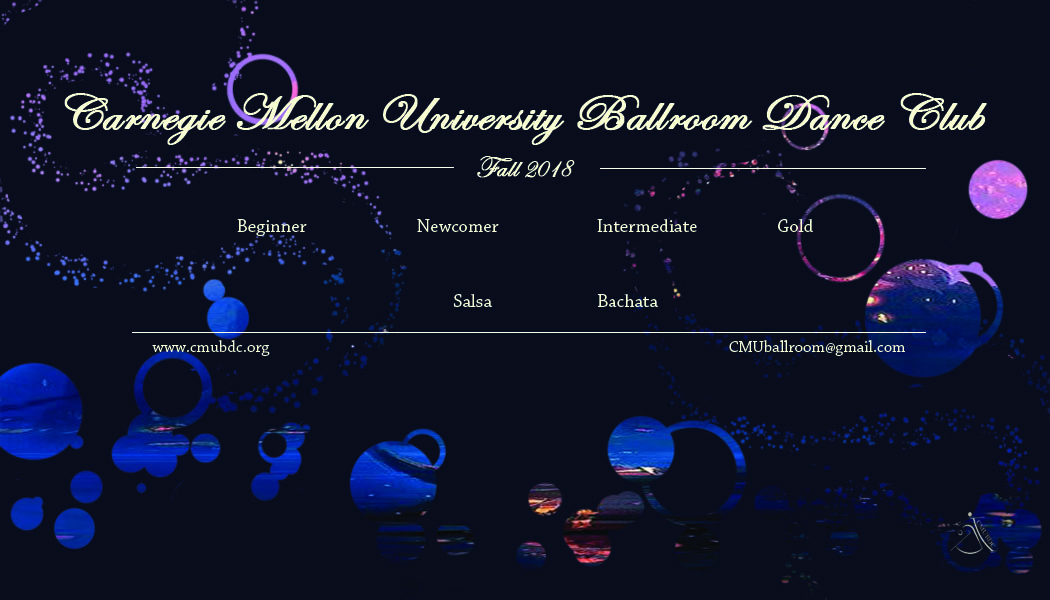 Carnegie Mellon University Ballroom Dance Club
Fall 2018
Beginner Newcomer Intermediate Gold
Salsa Bachata
www.cmubdc.org CMUballroom@gmail.com